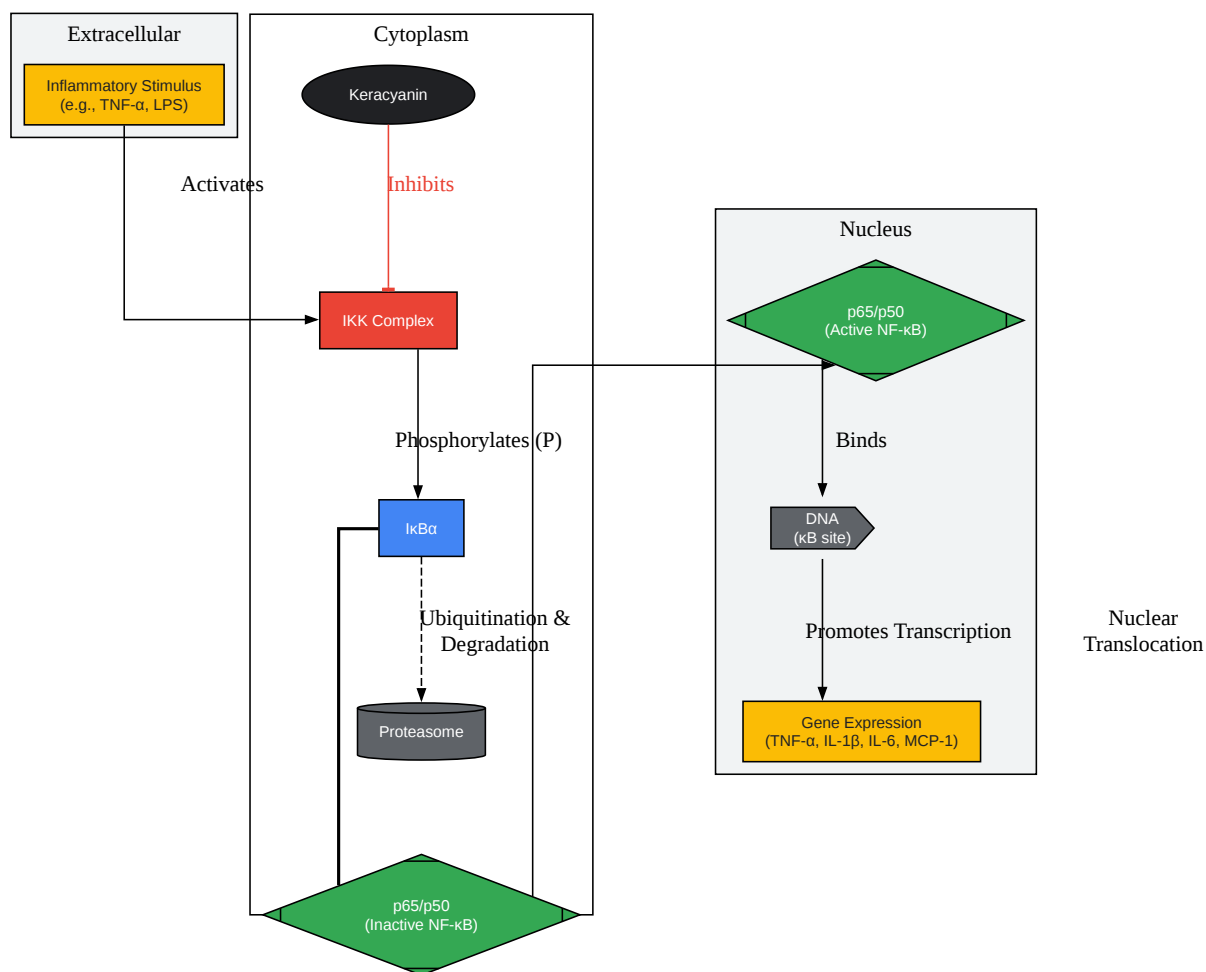 Extracellular
Inflammatory Stimulus
(e.g., TNF-α, LPS)
Cytoplasm
Keracyanin
Activates
Inhibits
IKK Complex
Phosphorylates (P)
IκBα
Ubiquitination &
Degradation
Proteasome
p65/p50
(Inactive NF-κB)
Nucleus
p65/p50
(Active NF-κB)
Binds
DNA
(κB site)
Promotes Transcription
Gene Expression
(TNF-α, IL-1β, IL-6, MCP-1)
Nuclear
Translocation